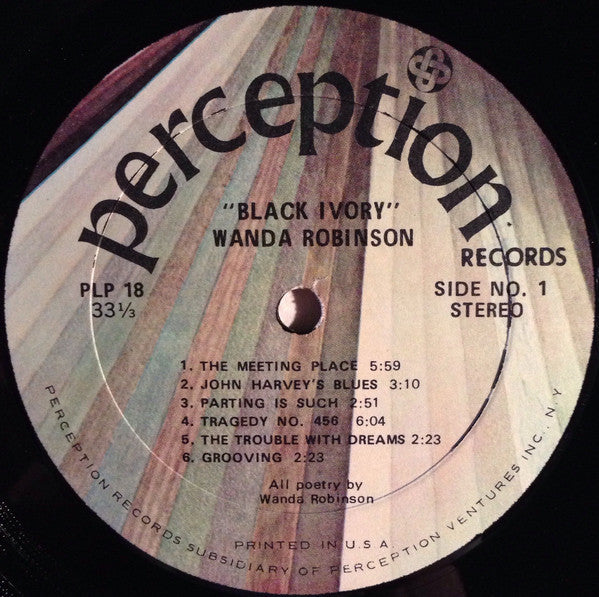 perception
RECORDS
"BLACK IVORY"
WANDA ROBINSON
PLP 18
33⅓
SIDE NO. 1
STEREO
1. THE MEETING PLACE 5:59
2. JOHN HARVEY'S BLUES 3:10
3. PARTING IS SUCH 2:51
4. TRAGEDY NO. 456 6:04
5. THE TROUBLE WITH DREAMS 2:23
6. GROOVING 2:23
All poetry by
Wanda Robinson
PRINTED IN U.S.A.
PERCEPTION RECORDS SUBSIDIARY OF PERCEPTION VENTURES INC., N.Y